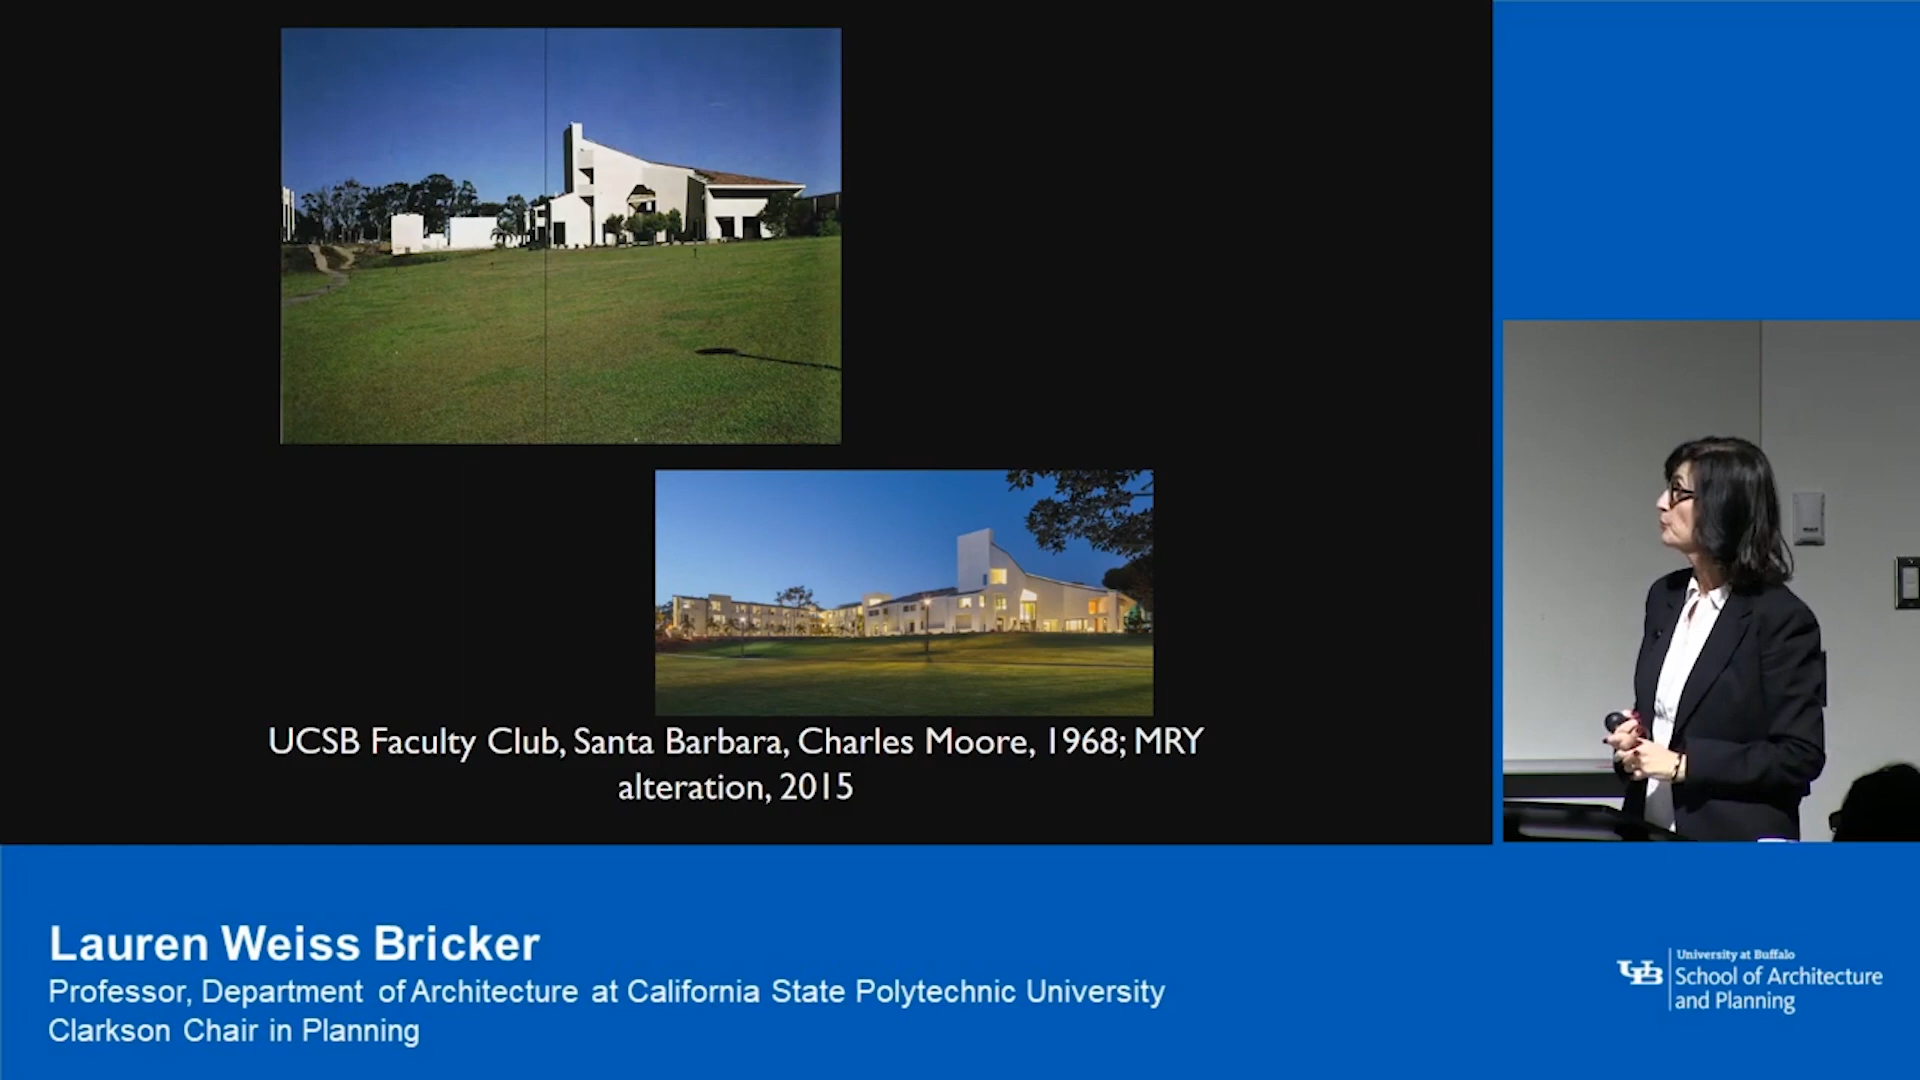 UCSB Faculty Club, Santa Barbara, Charles Moore, 1968; MRY
alteration, 2015
Lauren Weiss Bricker
Professor, Department of Architecture at California State Polytechnic University
Clarkson Chair in Planning
UB
University at Buffalo
School of Architecture
and Planning